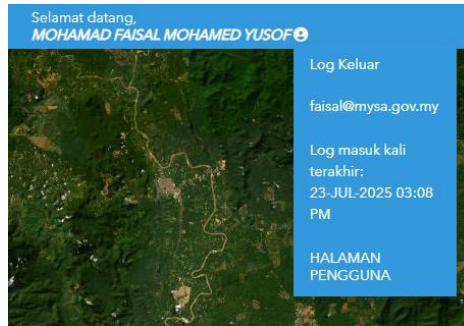 Selamat datang,
MOHAMAD FAISAL MOHAMED YUSOF
Log Keluar
faisal@mysa.gov.my
Log masuk kali
terakhir:
23-JUL-2025 03:08
PM
HALAMAN
PENGGUNA